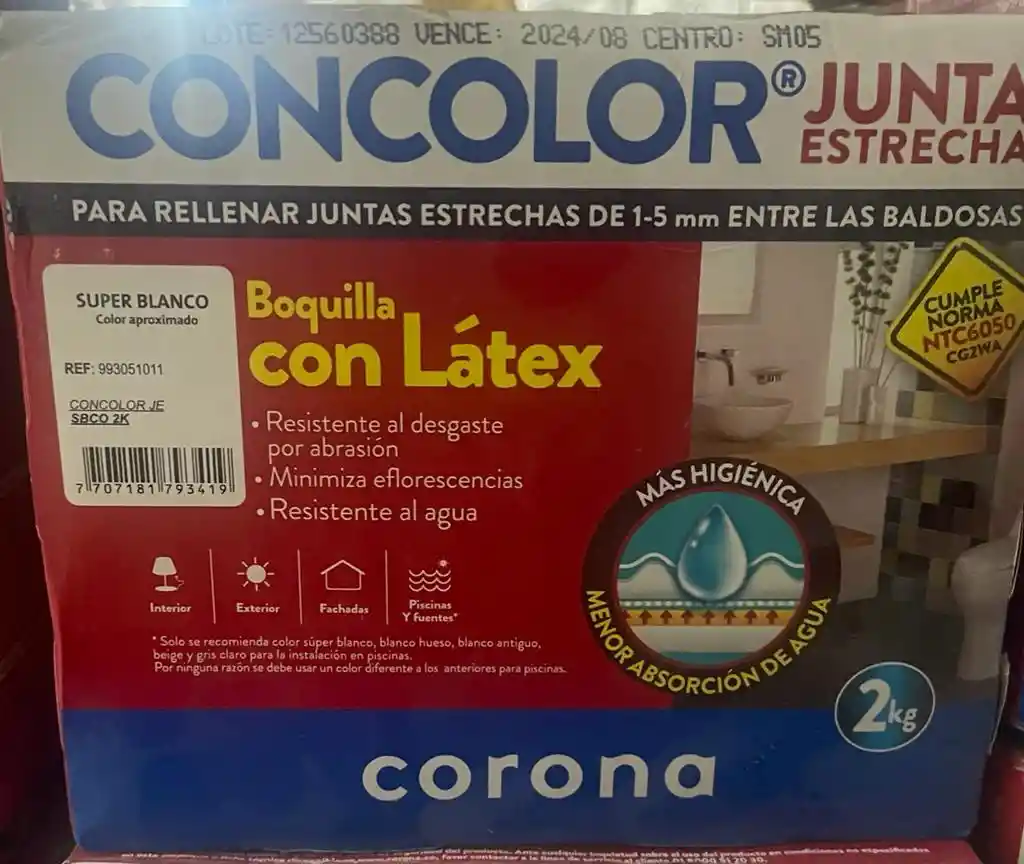 LOTE: 12560388 VENCE: 2024/08 CENTRO: SM05
CONCOLOR® JUNTA
ESTRECHA
PARA RELLENAR JUNTAS ESTRECHAS DE 1-5 mm ENTRE LAS BALDOSAS
SUPER BLANCO
Color aproximado
REF: 993051011
CONCOLOR JE
SBCO 2K
7 707181 793419
Boquilla
con Látex
• Resistente al desgaste
por abrasión
• Minimiza eflorescencias
• Resistente al agua
CUMPLE
NORMA
NTC6050
CG2WA
MÁS HIGIÉNICA
MENOR ABSORCIÓN DE AGUA
Interior
Exterior
Fachadas
Piscinas
Y fuentes*
* Solo se recomienda color súper blanco, blanco hueso, blanco antiguo,
beige y gris claro para la instalación en piscinas.
Por ninguna razón se debe usar un color diferente a los anteriores para piscinas.
2kg
corona